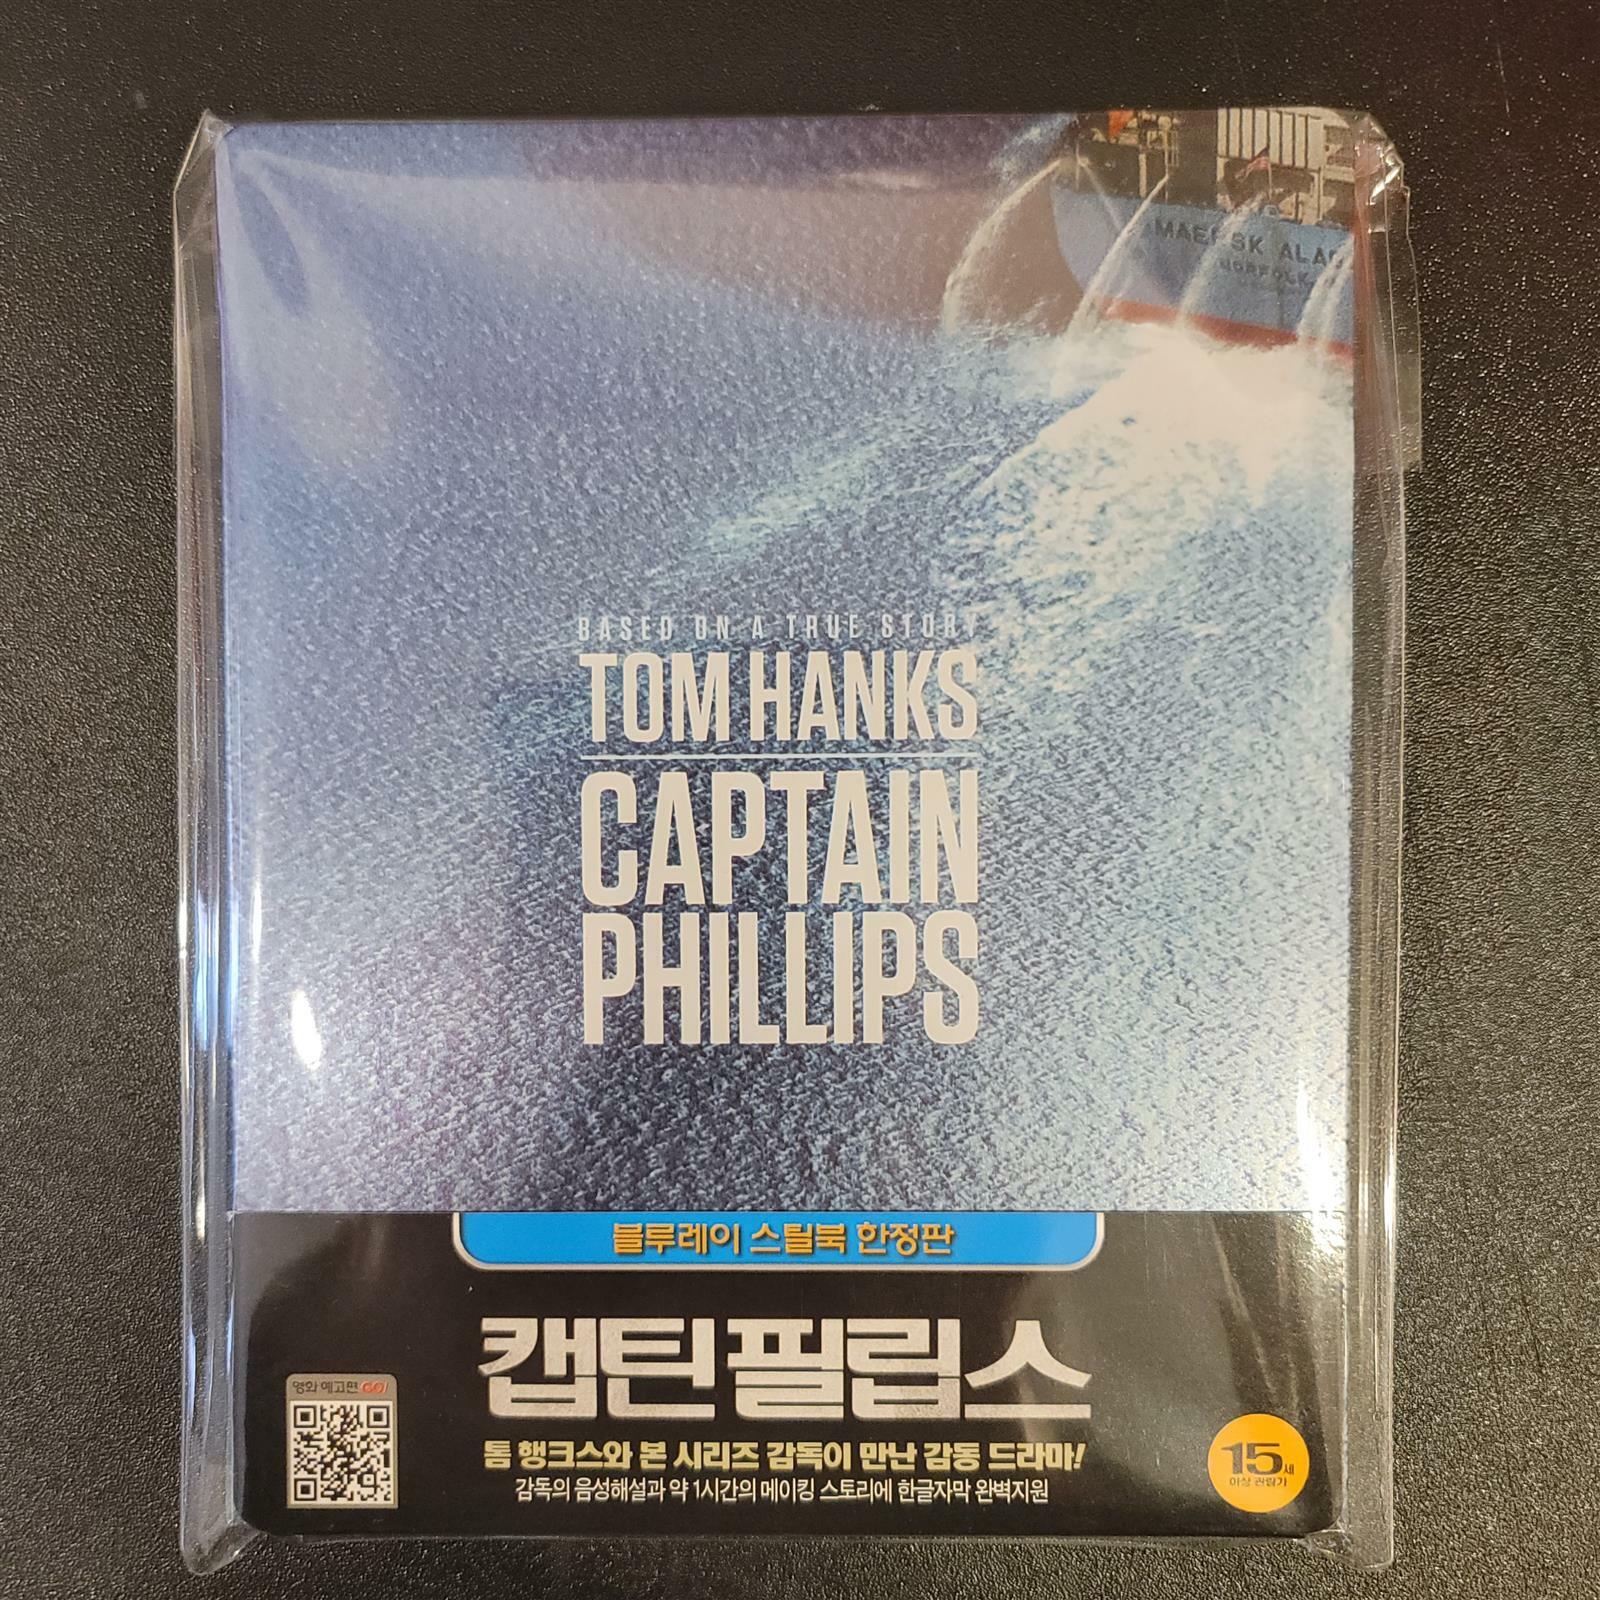 MAERSK ALA
NORFOLK
BASED ON A TRUE STORY
TOM HANKS
CAPTAIN
PHILLIPS
블루레이 스틸북 한정판
캡틴 필립스
영화 예고편 GO!
톰 행크스와 본 시리즈 감독이 만난 감동 드라마!
감독의 음성해설과 약 1시간의 메이킹 스토리에 한글자막 완벽지원
15세
이상 관람가